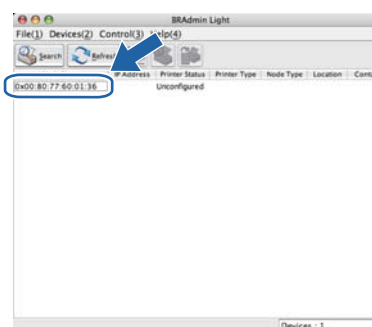 BRAdmin Light
File(1) Devices(2) Control(3) Help(4)
Search Refresh
IP Address Printer Status Printer Type Node Type Location
0x00:80:77:60:01:36 Unconfigured
Devices : 1